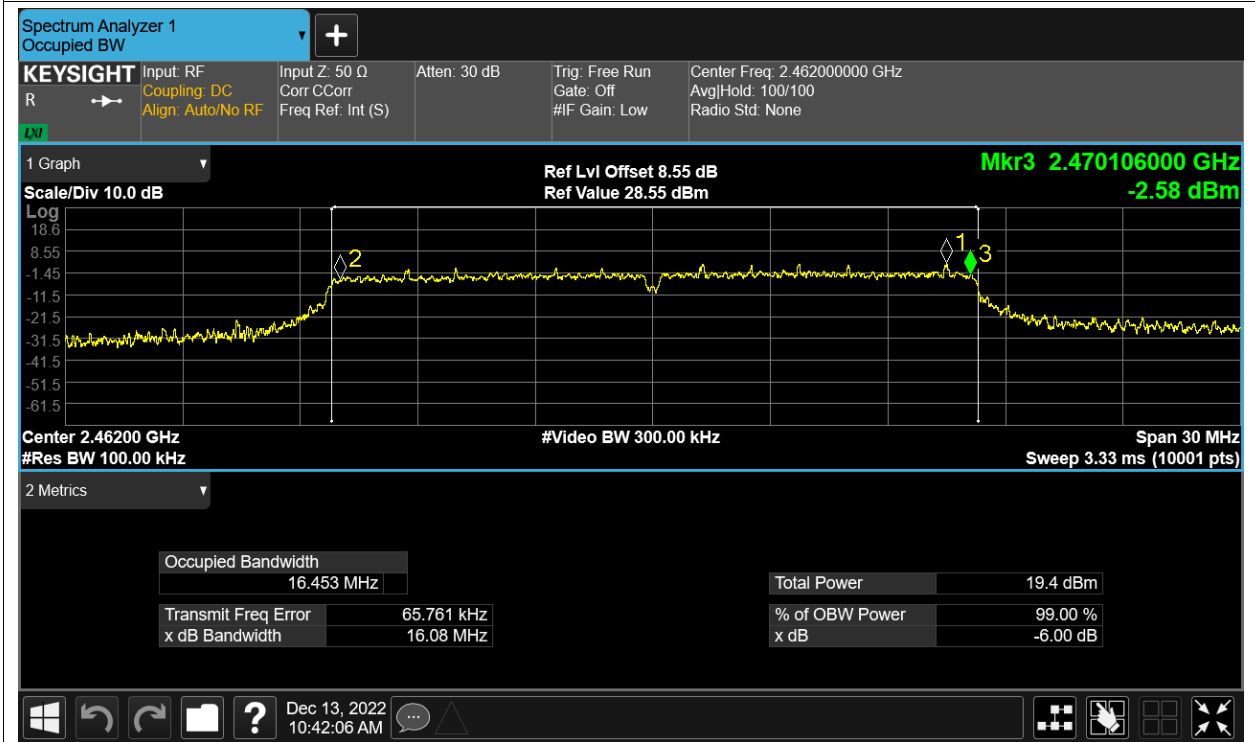 Spectrum Analyzer 1
Occupied BW
KEYSIGHT
R
LXI
Input: RF
Coupling: DC
Align: Auto/No RF
Input Z: 50 Ω
Corr CCorr
Freq Ref: Int (S)
Atten: 30 dB
Trig: Free Run
Gate: Off
#IF Gain: Low
Center Freq: 2.462000000 GHz
Avg|Hold: 100/100
Radio Std: None
1 Graph
Scale/Div 10.0 dB
Ref Lvl Offset 8.55 dB
Ref Value 28.55 dBm
Mkr3 2.470106000 GHz
-2.58 dBm
Log
18.6
8.55
-1.45
-11.5
-21.5
-31.5
-41.5
-51.5
-61.5
2
1
3
Center 2.46200 GHz
#Video BW 300.00 kHz
Span 30 MHz
#Res BW 100.00 kHz
Sweep 3.33 ms (10001 pts)
2 Metrics
Occupied Bandwidth
16.453 MHz
Total Power 19.4 dBm
Transmit Freq Error 65.761 kHz
% of OBW Power 99.00 %
x dB Bandwidth 16.08 MHz
x dB -6.00 dB
?
Dec 13, 2022
10:42:06 AM